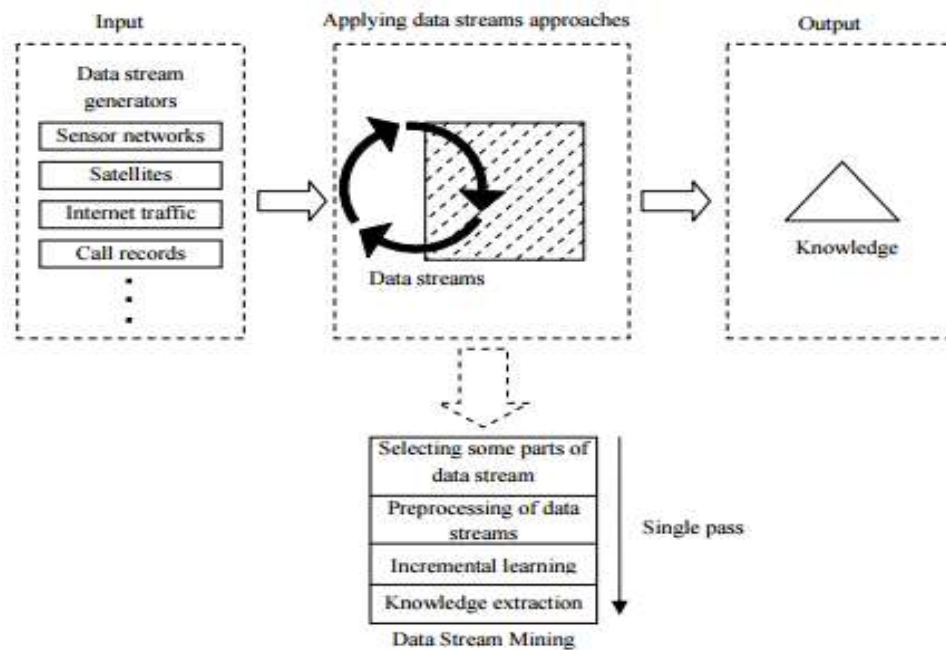 Input
Applying data streams approaches
Output
Data stream
generators
Sensor networks
Satellites
Internet traffic
Call records
Data streams
Knowledge
Selecting some parts of
data stream
Preprocessing of data
streams
Incremental learning
Knowledge extraction
Single pass
Data Stream Mining